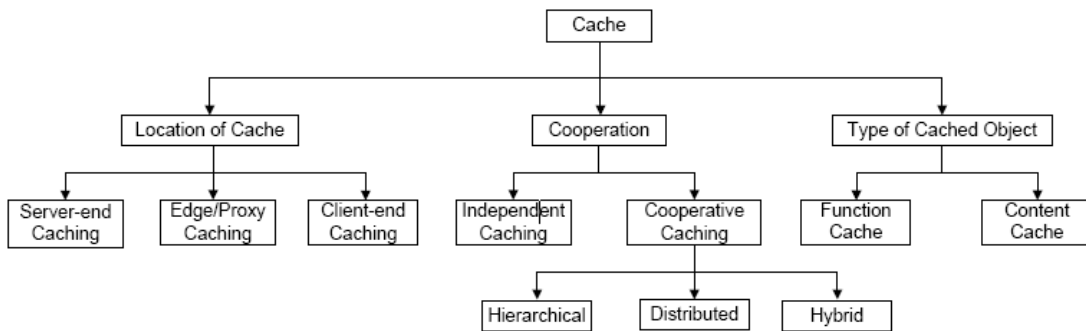 Cache
Location of Cache
Cooperation
Type of Cached Object
Server-end
Caching
Edge/Proxy
Caching
Client-end
Caching
Independent
Caching
Cooperative
Caching
Function
Cache
Content
Cache
Hierarchical
Distributed
Hybrid